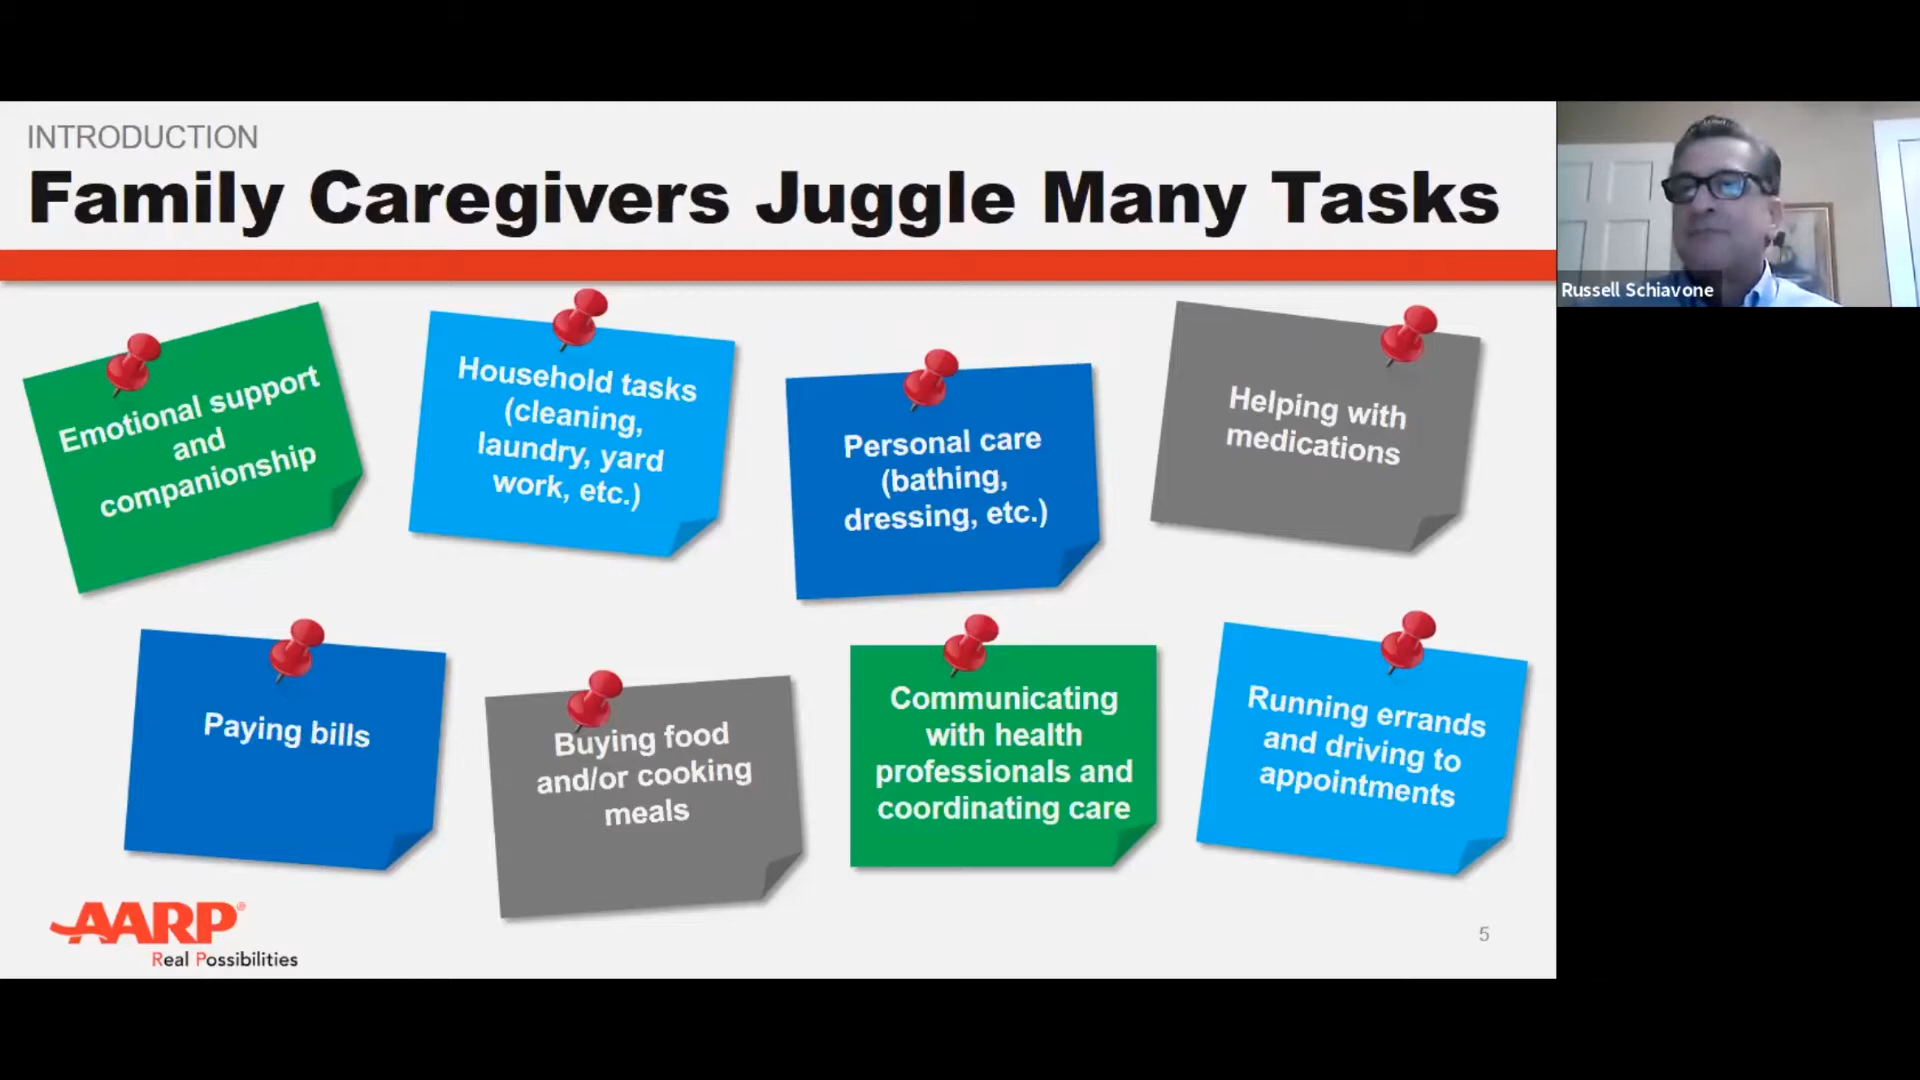 INTRODUCTION
Family Caregivers Juggle Many Tasks
Russell Schiavone
Emotional support
and
companionship
Household tasks
(cleaning,
laundry, yard
work, etc.)
Personal care
(bathing,
dressing, etc.)
Helping with
medications
Paying bills
Buying food
and/or cooking
meals
Communicating
with health
professionals and
coordinating care
Running errands
and driving to
appointments
AARP®
Real Possibilities
5